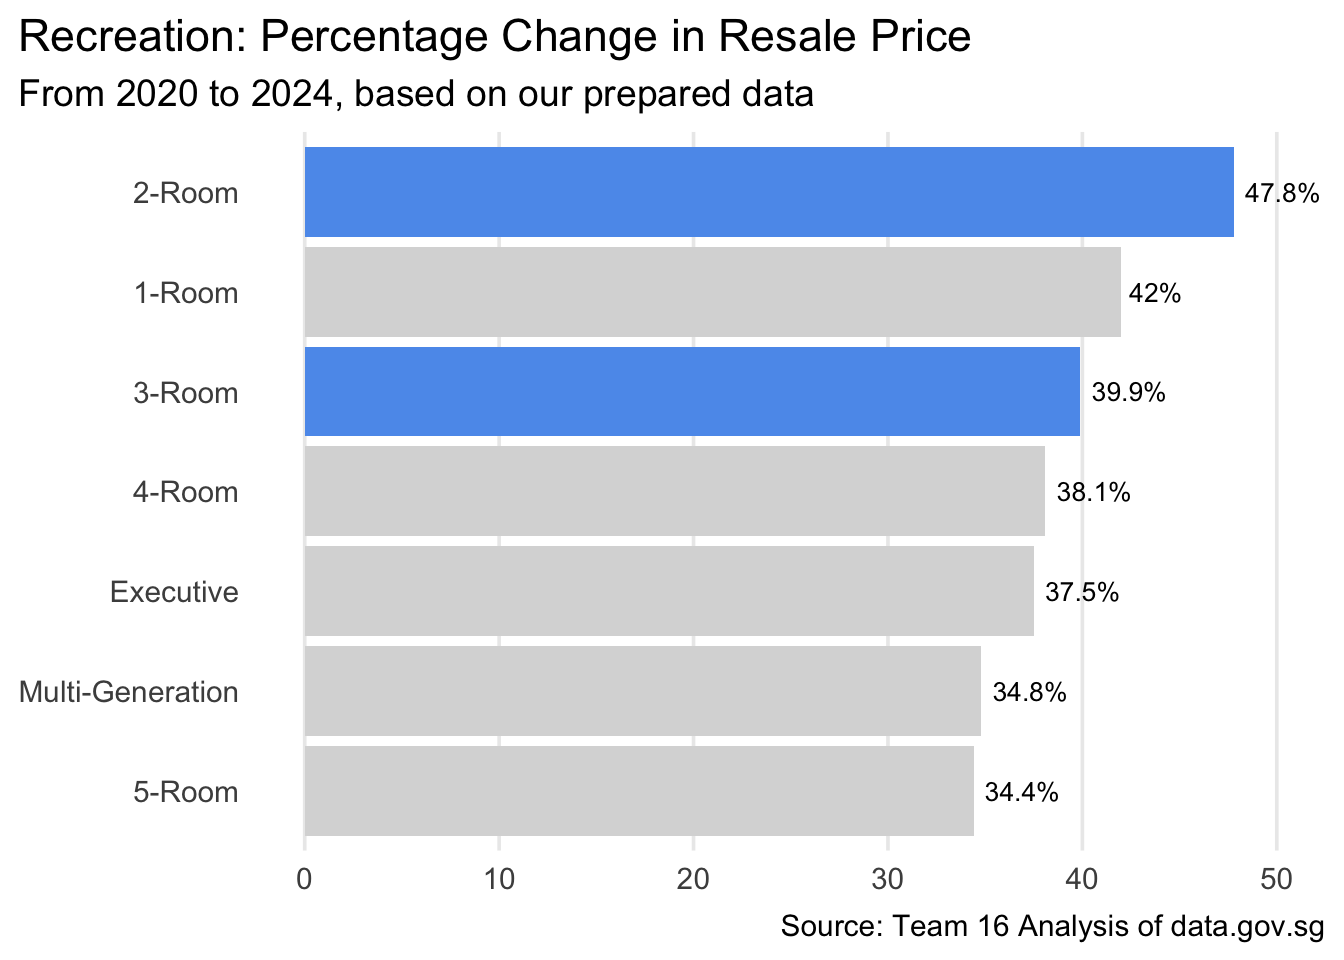 Recreation: Percentage Change in Resale Price
From 2020 to 2024, based on our prepared data
2-Room 47.8%
1-Room 42%
3-Room 39.9%
4-Room 38.1%
Executive 37.5%
Multi-Generation 34.8%
5-Room 34.4%
0 10 20 30 40 50
Source: Team 16 Analysis of data.gov.sg